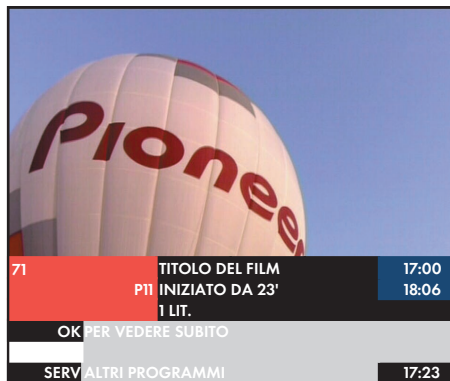 Pioneer
71 TITOLO DEL FILM 17:00
P11 INIZIATO DA 23' 18:06
1 LIT.
OK PER VEDERE SUBITO
SERV ALTRI PROGRAMMI 17:23